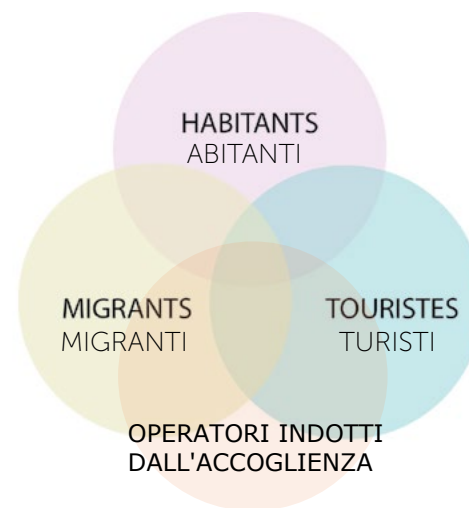 HABITANTS
ABITANTI
MIGRANTS
MIGRANTI
TOURISTES
TURISTI
OPERATORI INDOTTI
DALL'ACCOGLIENZA